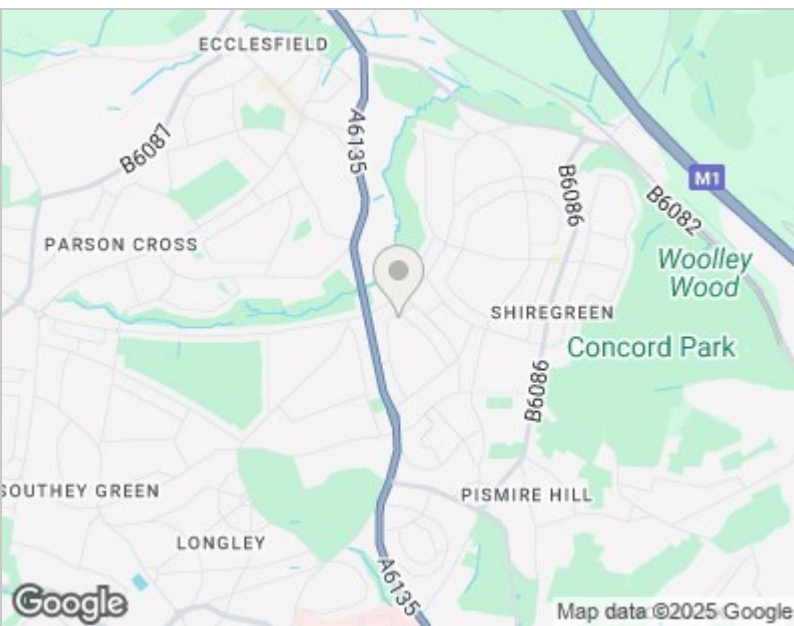 ECCLESFIELD
A6135
B6087
B6086
M1
B6082
PARSON CROSS
Woolley
Wood
SHIREGREEN
Concord Park
B6086
SOUTHEY GREEN
PISMIRE HILL
LONGLEY
A6135
Google
Map data ©2025 Google